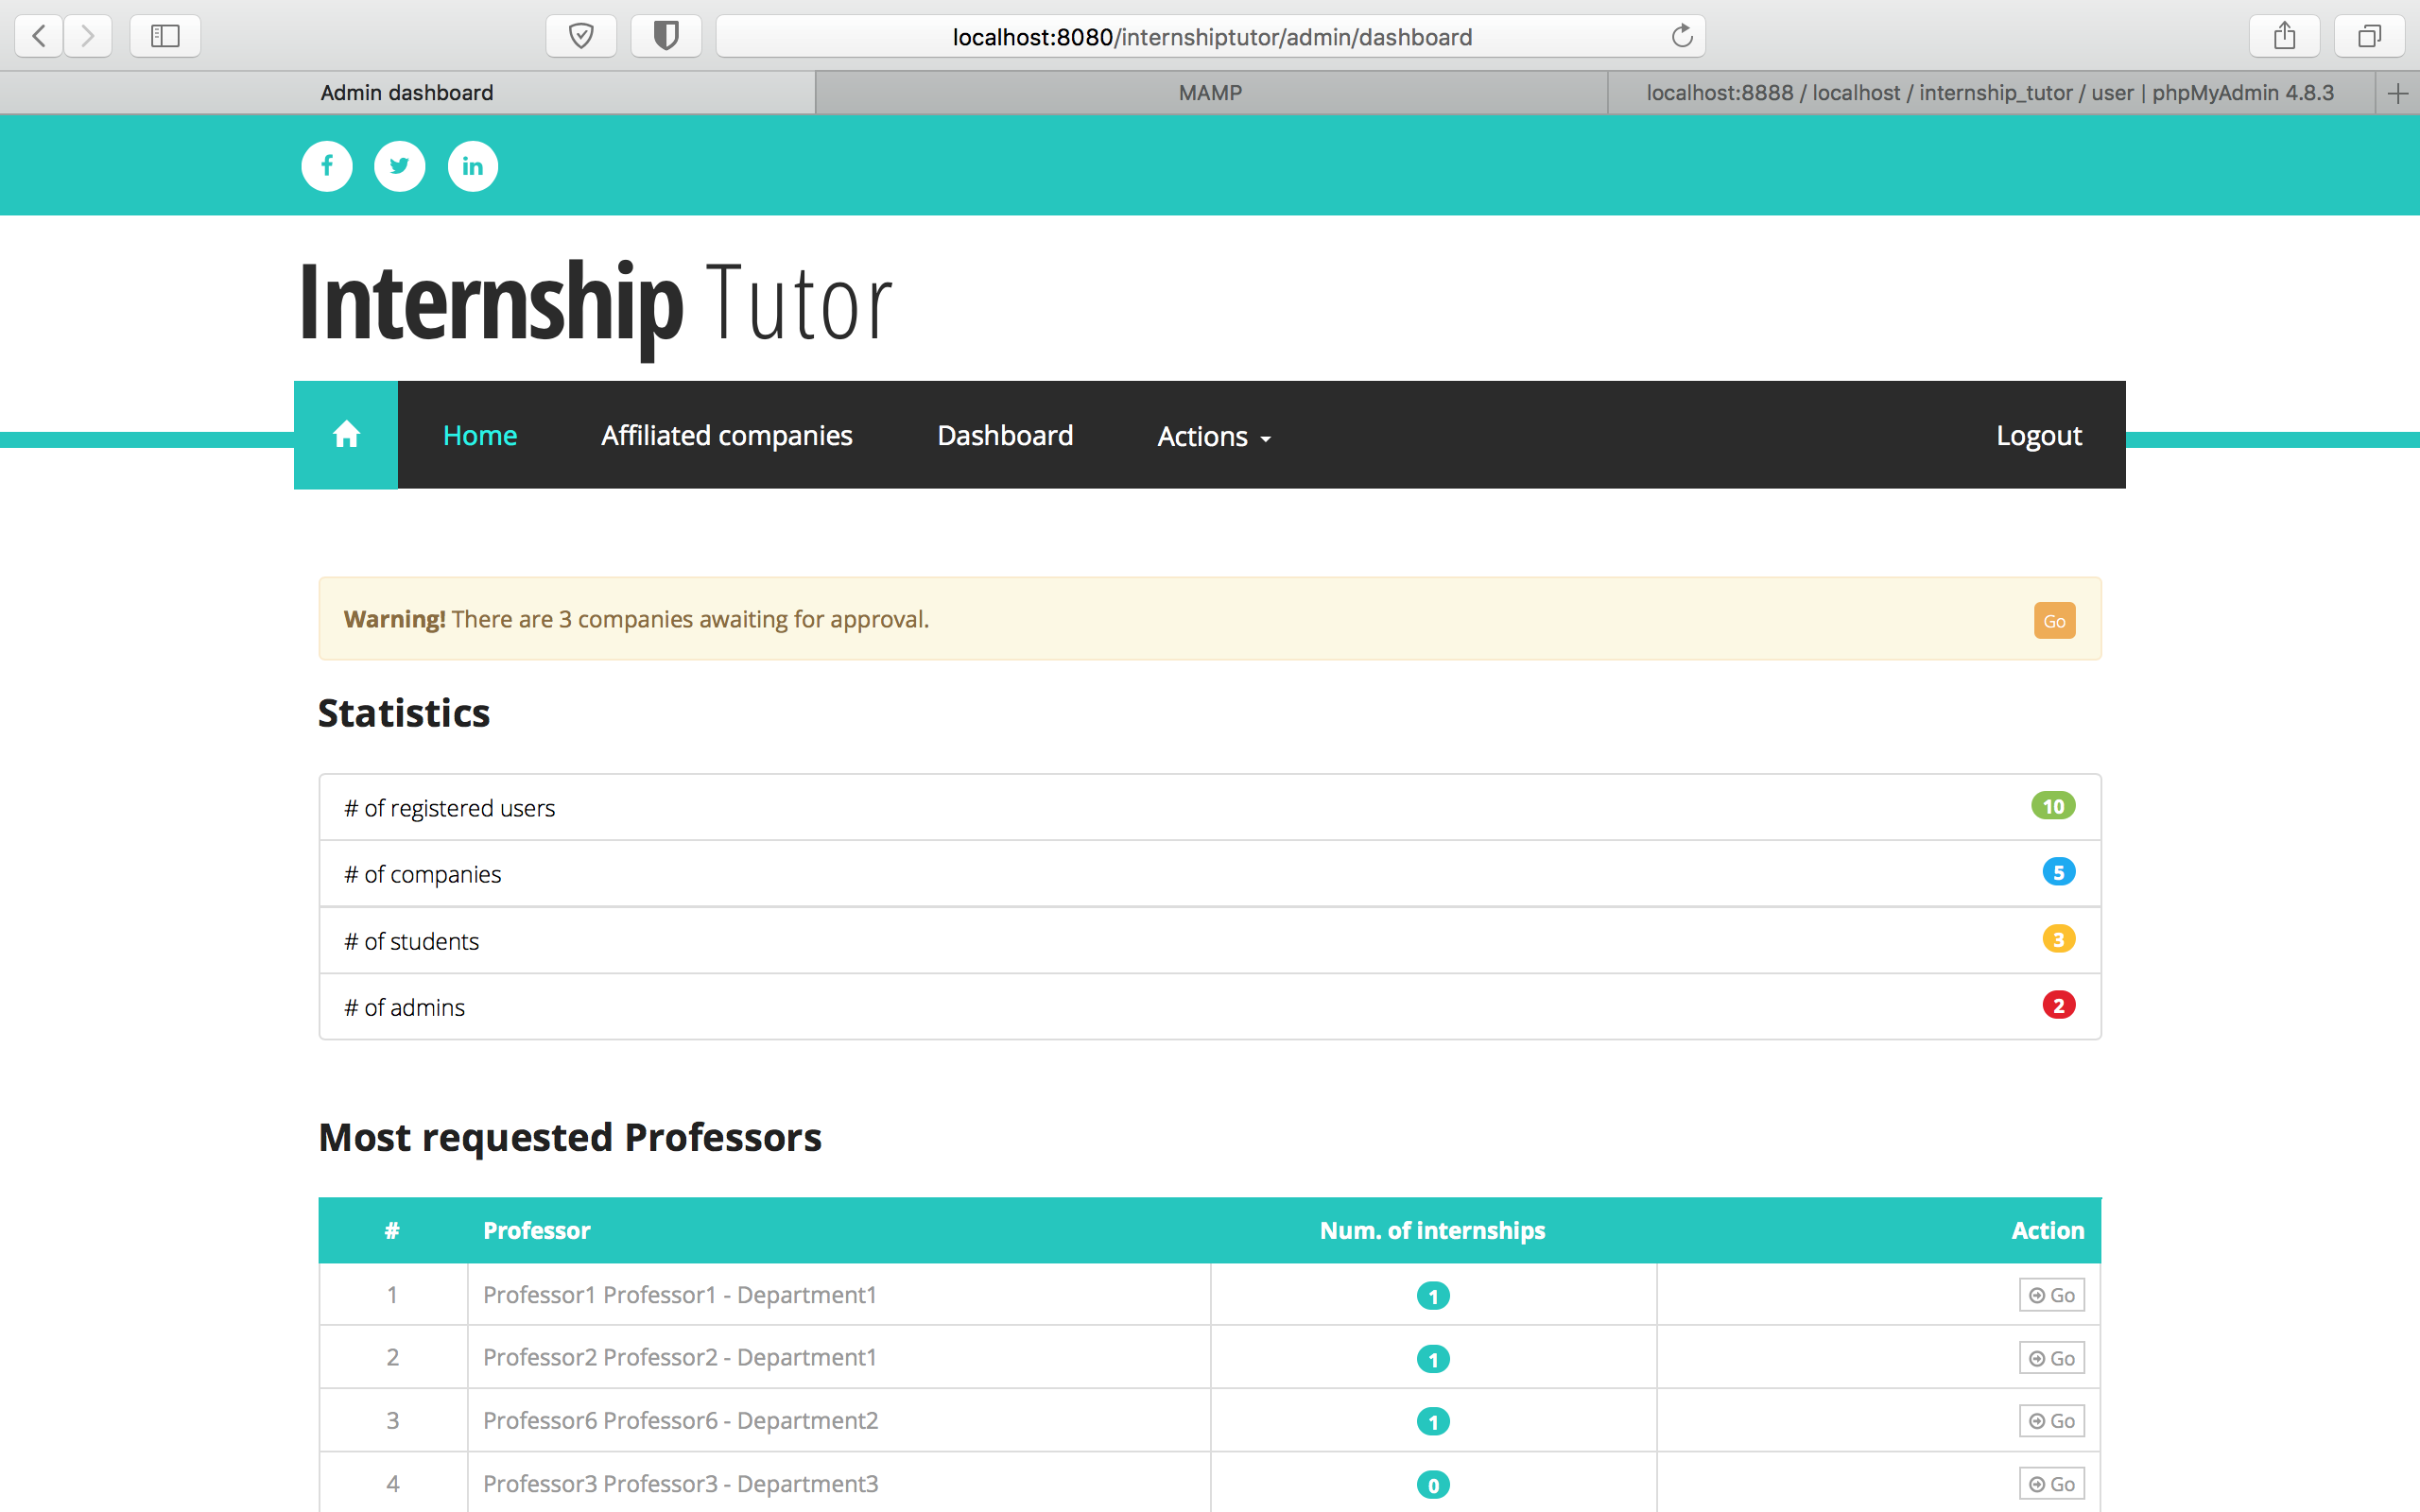 localhost:8080/internshiptutor/admin/dashboard
Admin dashboard
MAMP
localhost:8888 / localhost / internship_tutor / user | phpMyAdmin 4.8.3
Internship Tutor
Home
Affiliated companies
Dashboard
Actions
Logout
Warning! There are 3 companies awaiting for approval.
Go
Statistics
# of registered users
10
# of companies
5
# of students
3
# of admins
2
Most requested Professors
# Professor Num. of internships Action
1 Professor1 Professor1 - Department1 1 Go
2 Professor2 Professor2 - Department1 1 Go
3 Professor6 Professor6 - Department2 1 Go
4 Professor3 Professor3 - Department3 0 Go